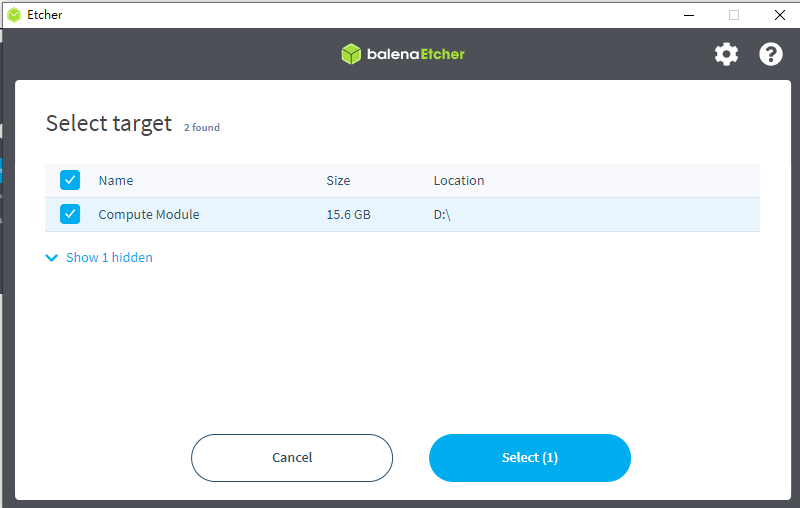 Etcher
balenaEtcher
Select target 2 found
Name Size Location
Compute Module 15.6 GB D:\
Show 1 hidden
Cancel Select (1)